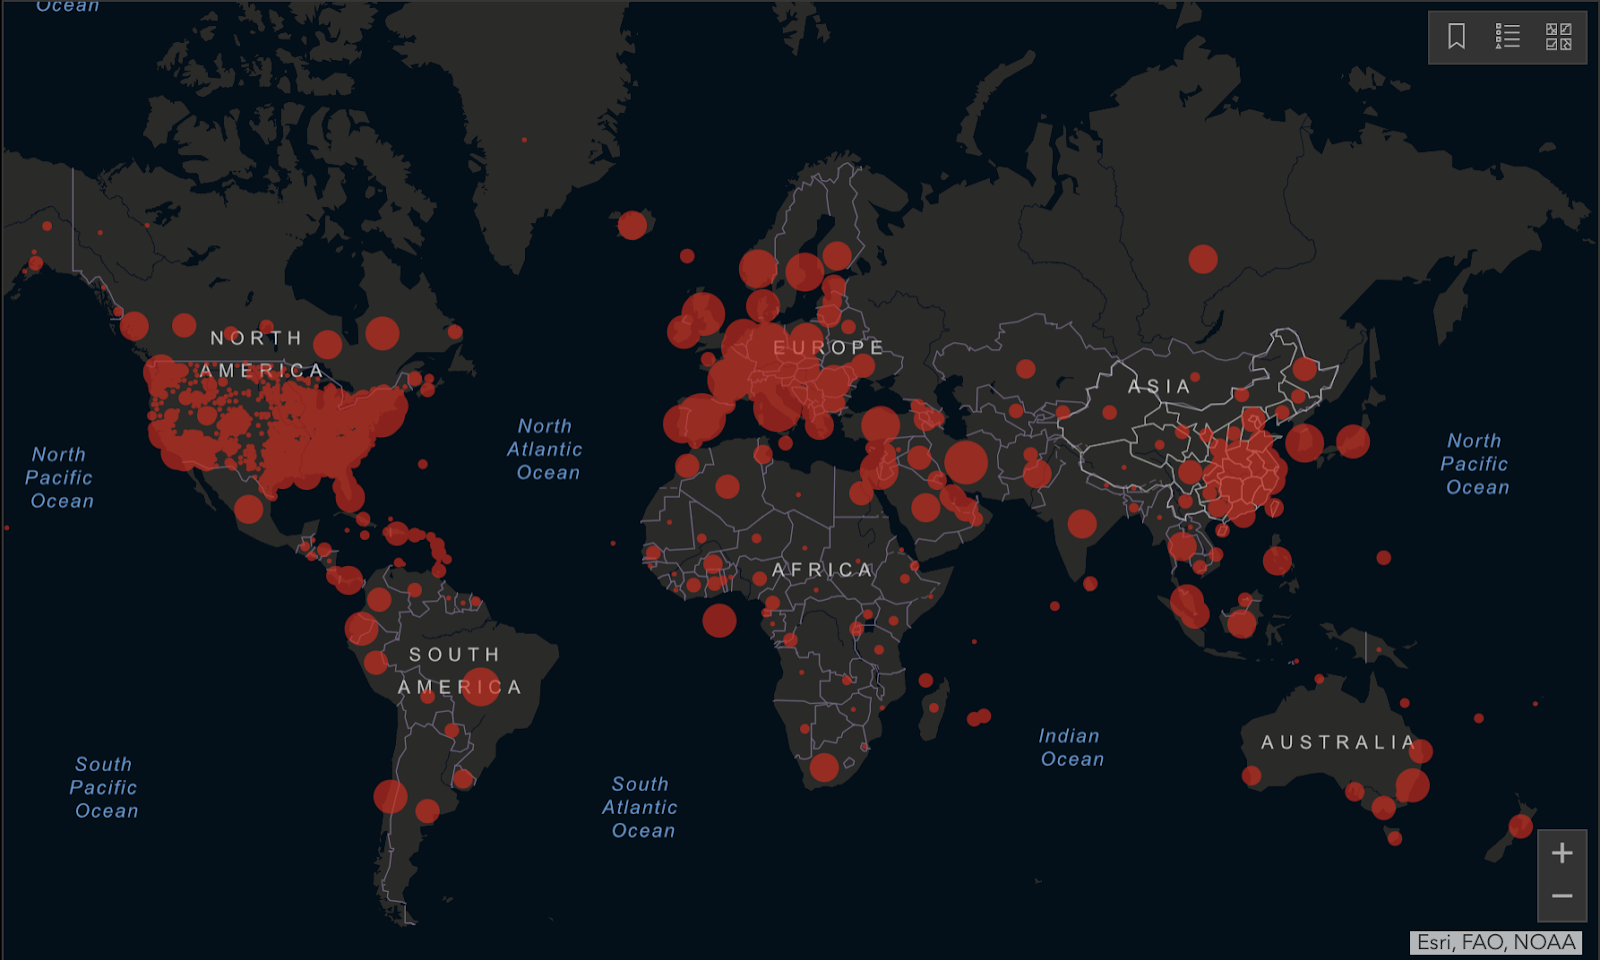 Ocean
NORTH
AMERICA
EUROPE
ASIA
North
Atlantic
Ocean
North
Pacific
Ocean
North
Pacific
Ocean
AFRICA
SOUTH
AMERICA
AUSTRALIA
Indian
Ocean
South
Pacific
Ocean
South
Atlantic
Ocean
Esri, FAO, NOAA